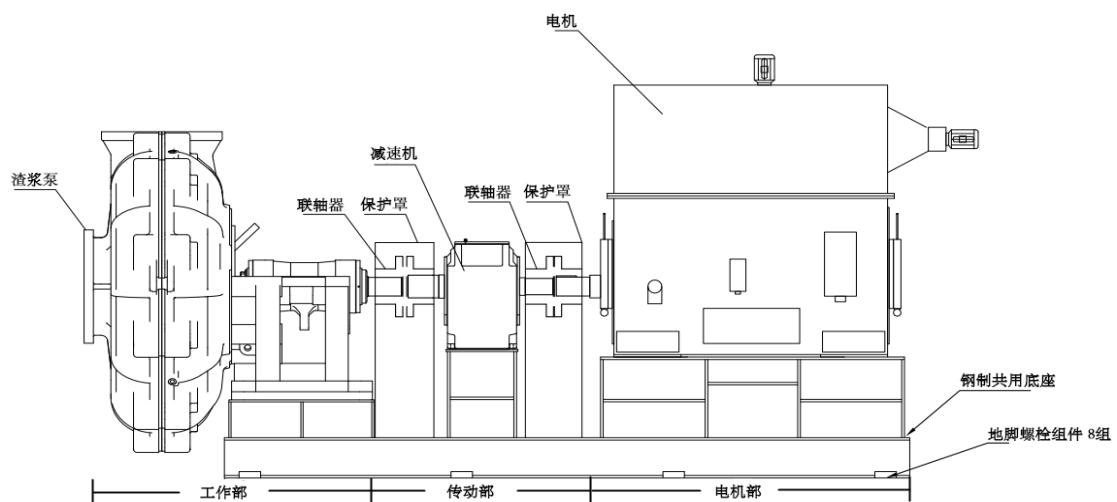 电机
减速机
渣浆泵
联轴器
保护罩
联轴器
保护罩
钢制共用底座
地脚螺栓组件 8组
工作部
传动部
电机部